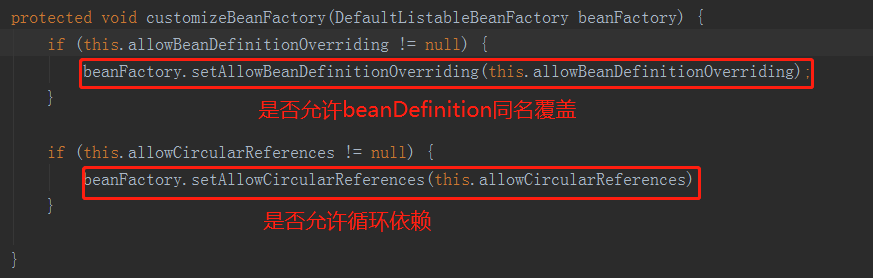 protected void customizeBeanFactory(DefaultListableBeanFactory beanFactory) {
if (this.allowBeanDefinitionOverriding != null) {
beanFactory.setAllowBeanDefinitionOverriding(this.allowBeanDefinitionOverriding);
}
是否允许beanDefinition同名覆盖
if (this.allowCircularReferences != null) {
beanFactory.setAllowCircularReferences(this.allowCircularReferences)
}
是否允许循环依赖
}